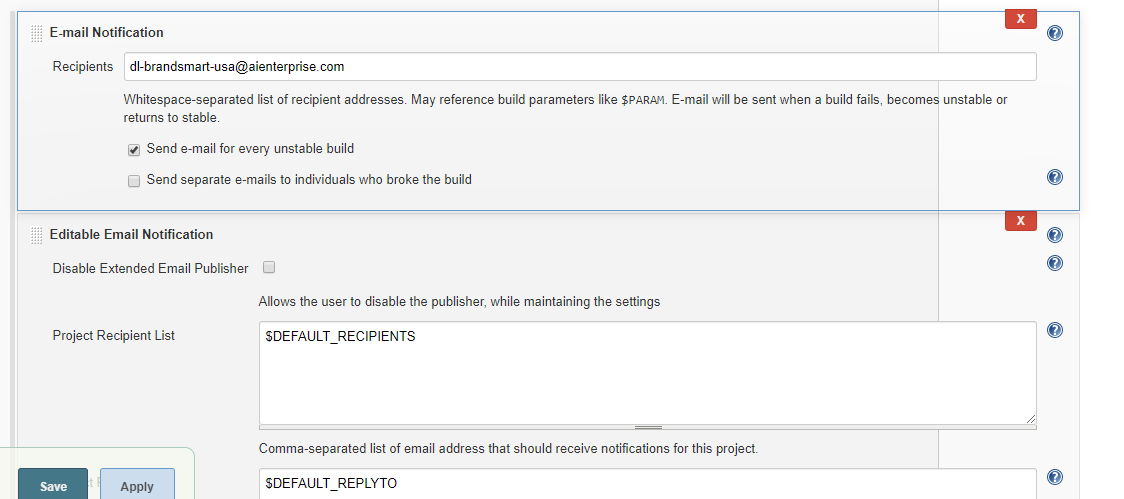 X
E-mail Notification
Recipients dl-brandsmart-usa@aienterprise.com
Whitespace-separated list of recipient addresses. May reference build parameters like $PARAM. E-mail will be sent when a build fails, becomes unstable or
returns to stable.
Send e-mail for every unstable build
Send separate e-mails to individuals who broke the build
X
Editable Email Notification
Disable Extended Email Publisher
Allows the user to disable the publisher, while maintaining the settings
Project Recipient List $DEFAULT_RECIPIENTS
Comma-separated list of email address that should receive notifications for this project.
$DEFAULT_REPLYTO
Save Apply